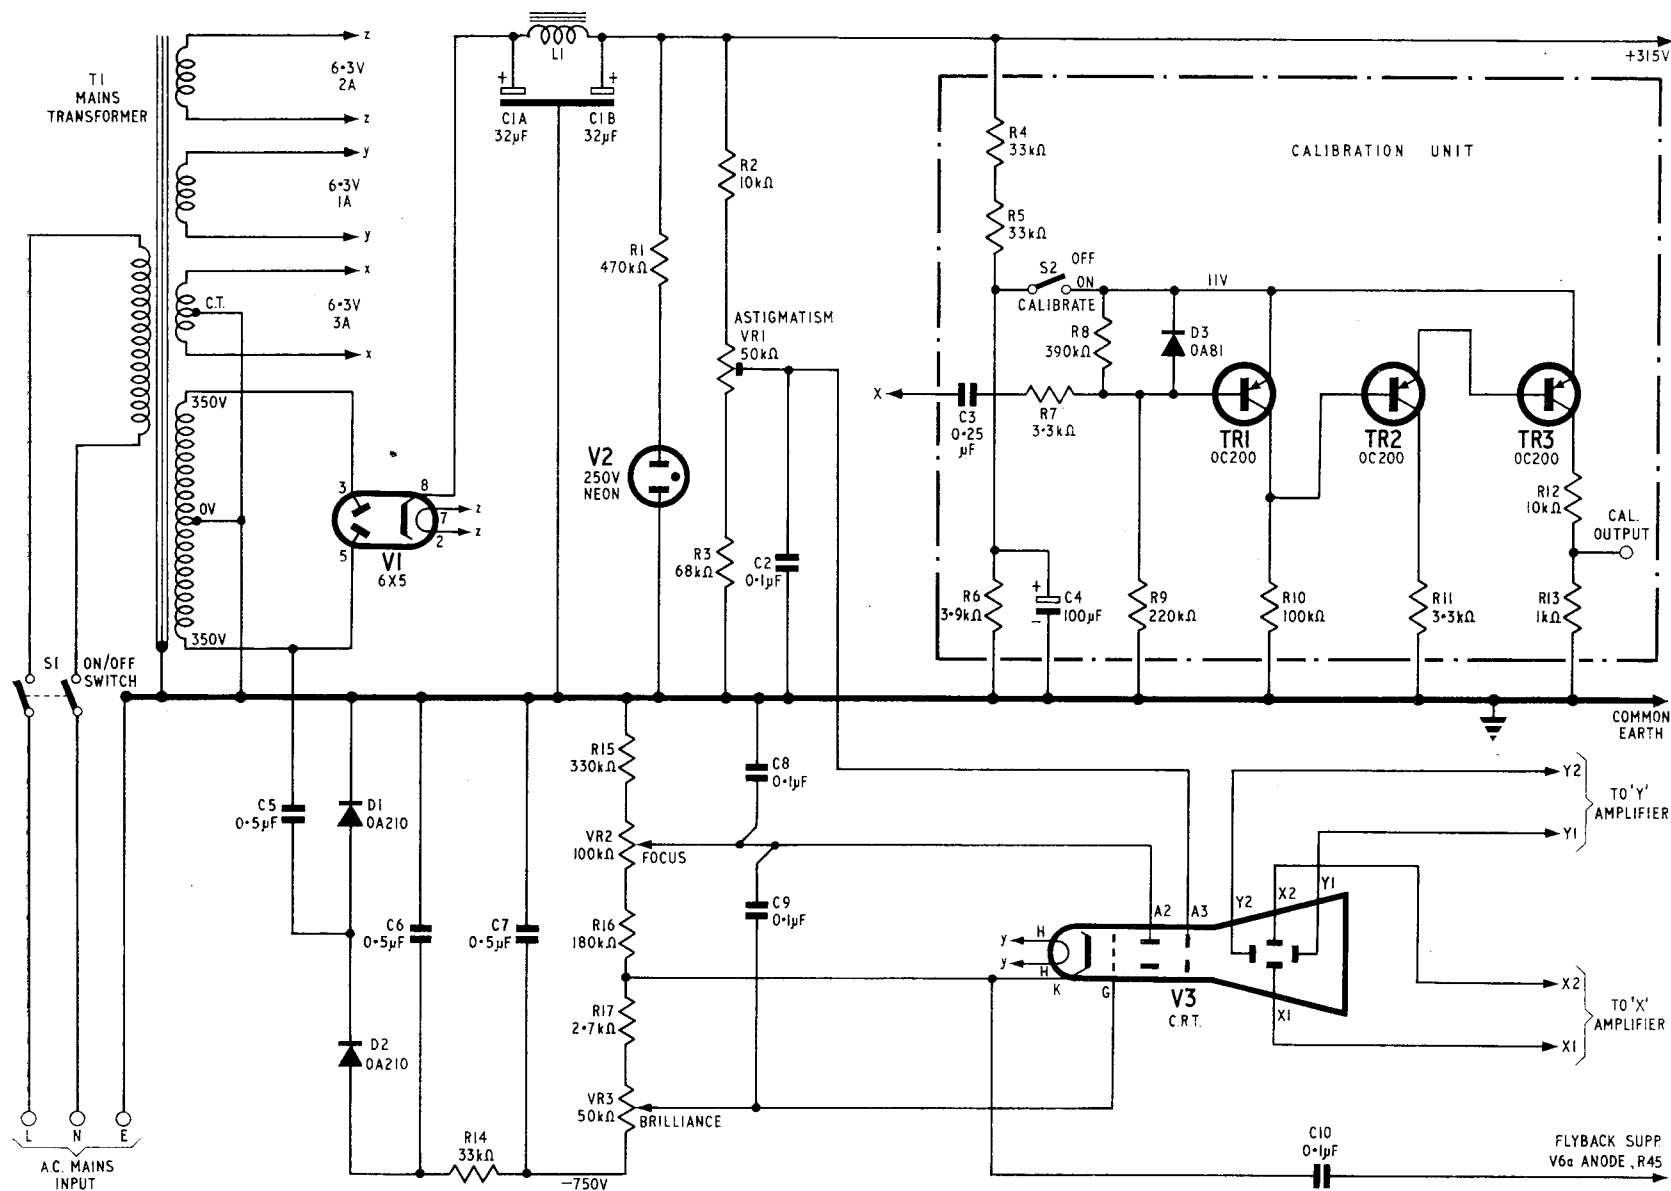 T1
MAINS
TRANSFORMER
z
6·3V
2A
z
y
6·3V
1A
y
x
C.T.
6·3V
3A
x
350V
0V
350V
S1 ON/OFF
SWITCH
L N E
A.C. MAINS
INPUT
3
8
7
2
5
z
z
V1
6X5
L1
+
+
C1A
32µF
C1B
32µF
R1
470kΩ
V2
250V
NEON
R2
10kΩ
ASTIGMATISM
VR1
50kΩ
R3
68kΩ
C2
0·1µF
+315V
CALIBRATION UNIT
R4
33kΩ
R5
33kΩ
S2
OFF
ON
CALIBRATE
11V
R8
390kΩ
D3
OA81
X
C3
0·25
µF
R7
3·3kΩ
TR1
OC200
TR2
OC200
TR3
OC200
R12
10kΩ
CAL.
OUTPUT
R6
3·9kΩ
+
C4
100µF
−
R9
220kΩ
R10
100kΩ
R11
3·3kΩ
R13
1kΩ
COMMON
EARTH
C5
0·5µF
D1
OA210
C6
0·5µF
D2
OA210
R14
33kΩ
C7
0·5µF
−750V
R15
330kΩ
VR2
100kΩ
FOCUS
R16
180kΩ
R17
2·7kΩ
VR3
50kΩ
BRILLIANCE
C8
0·1µF
C9
0·1µF
y
H
y
H
K
G
A2
A3
V3
C.R.T.
Y2
X2
Y1
X1
Y2
TO 'Y'
AMPLIFIER
Y1
X2
TO 'X'
AMPLIFIER
X1
C10
0·1µF
FLYBACK SUPP.
V6a ANODE, R45